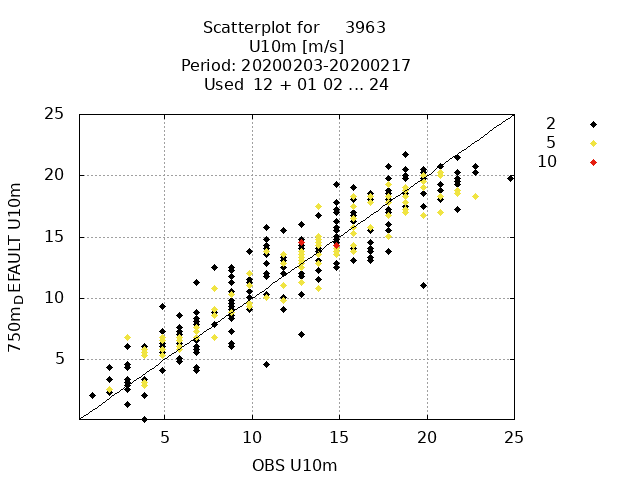 Scatterplot for 3963
U10m [m/s]
Period: 20200203-20200217
Used 12 + 01 02 ... 24
25
20
15
10
5
5
10
15
20
25
750m_DEFAULT U10m
OBS U10m
2
5
10